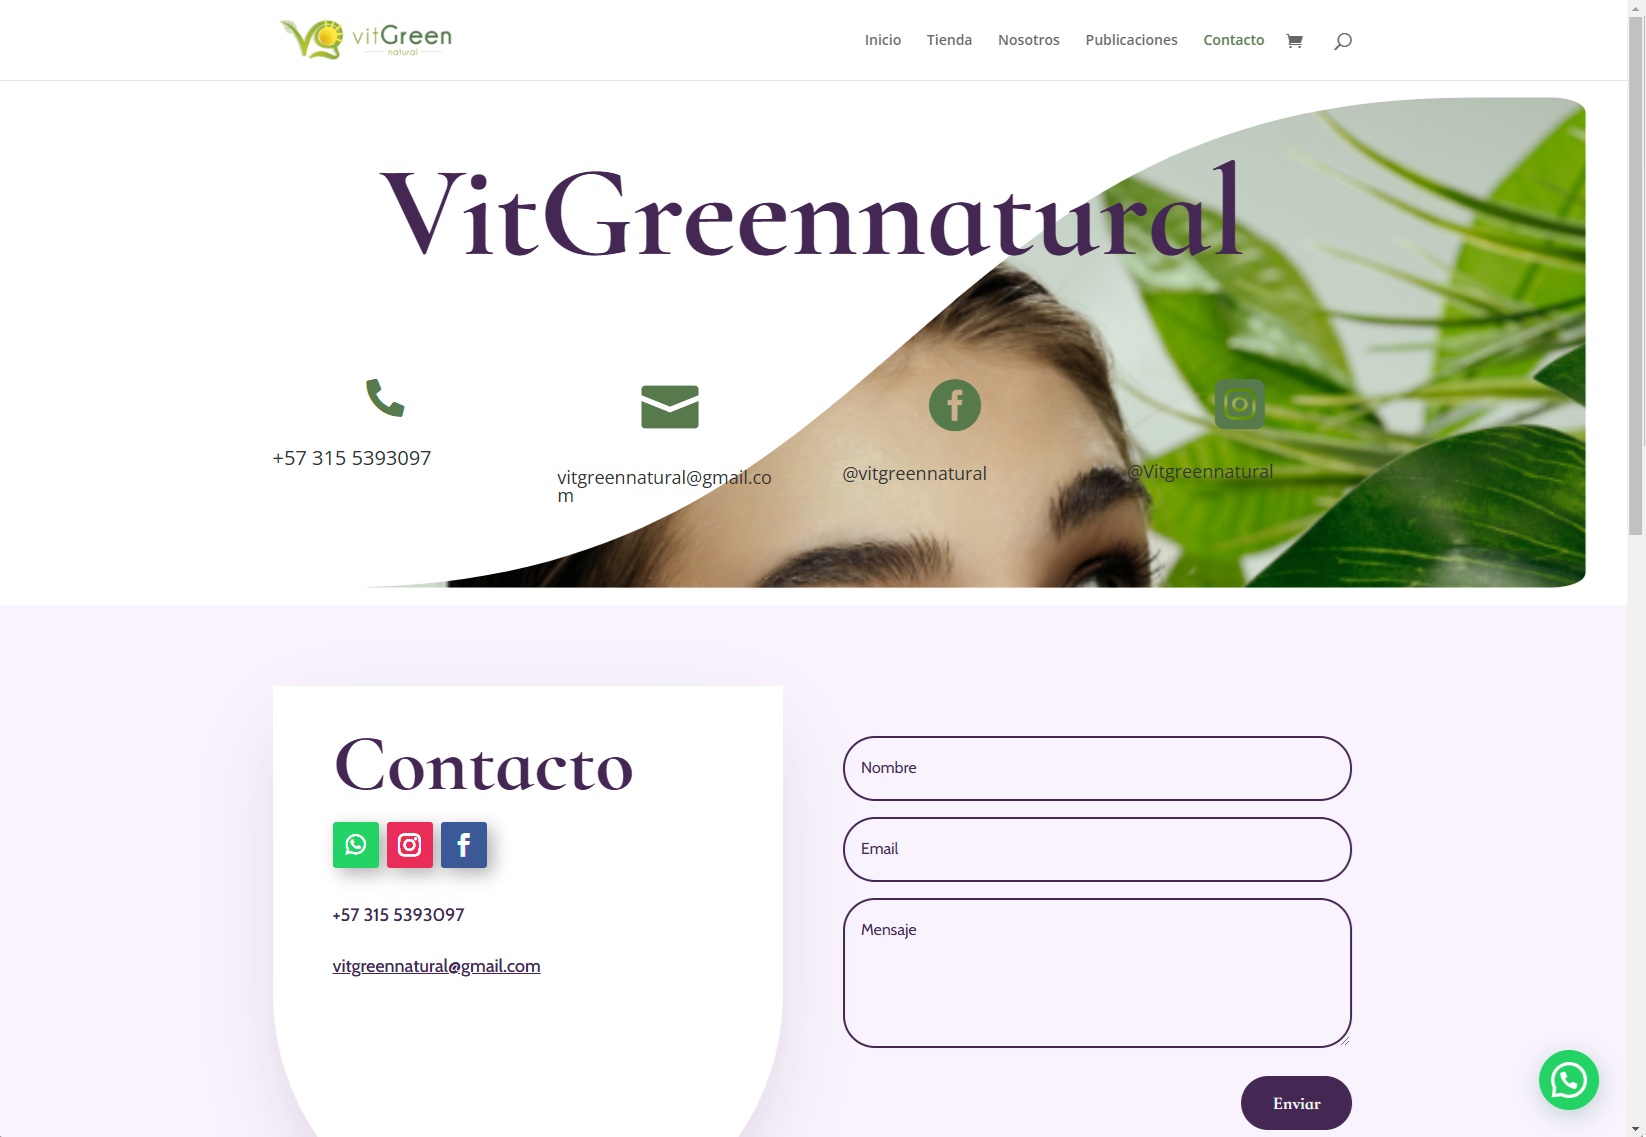 vitGreen
natural
Inicio Tienda Nosotros Publicaciones Contacto
VitGreennatural
+57 315 5393097
vitgreennatural@gmail.co
m
@vitgreennatural
@Vitgreennatural
Contacto
+57 315 5393097
vitgreennatural@gmail.com
Nombre
Email
Mensaje
Enviar